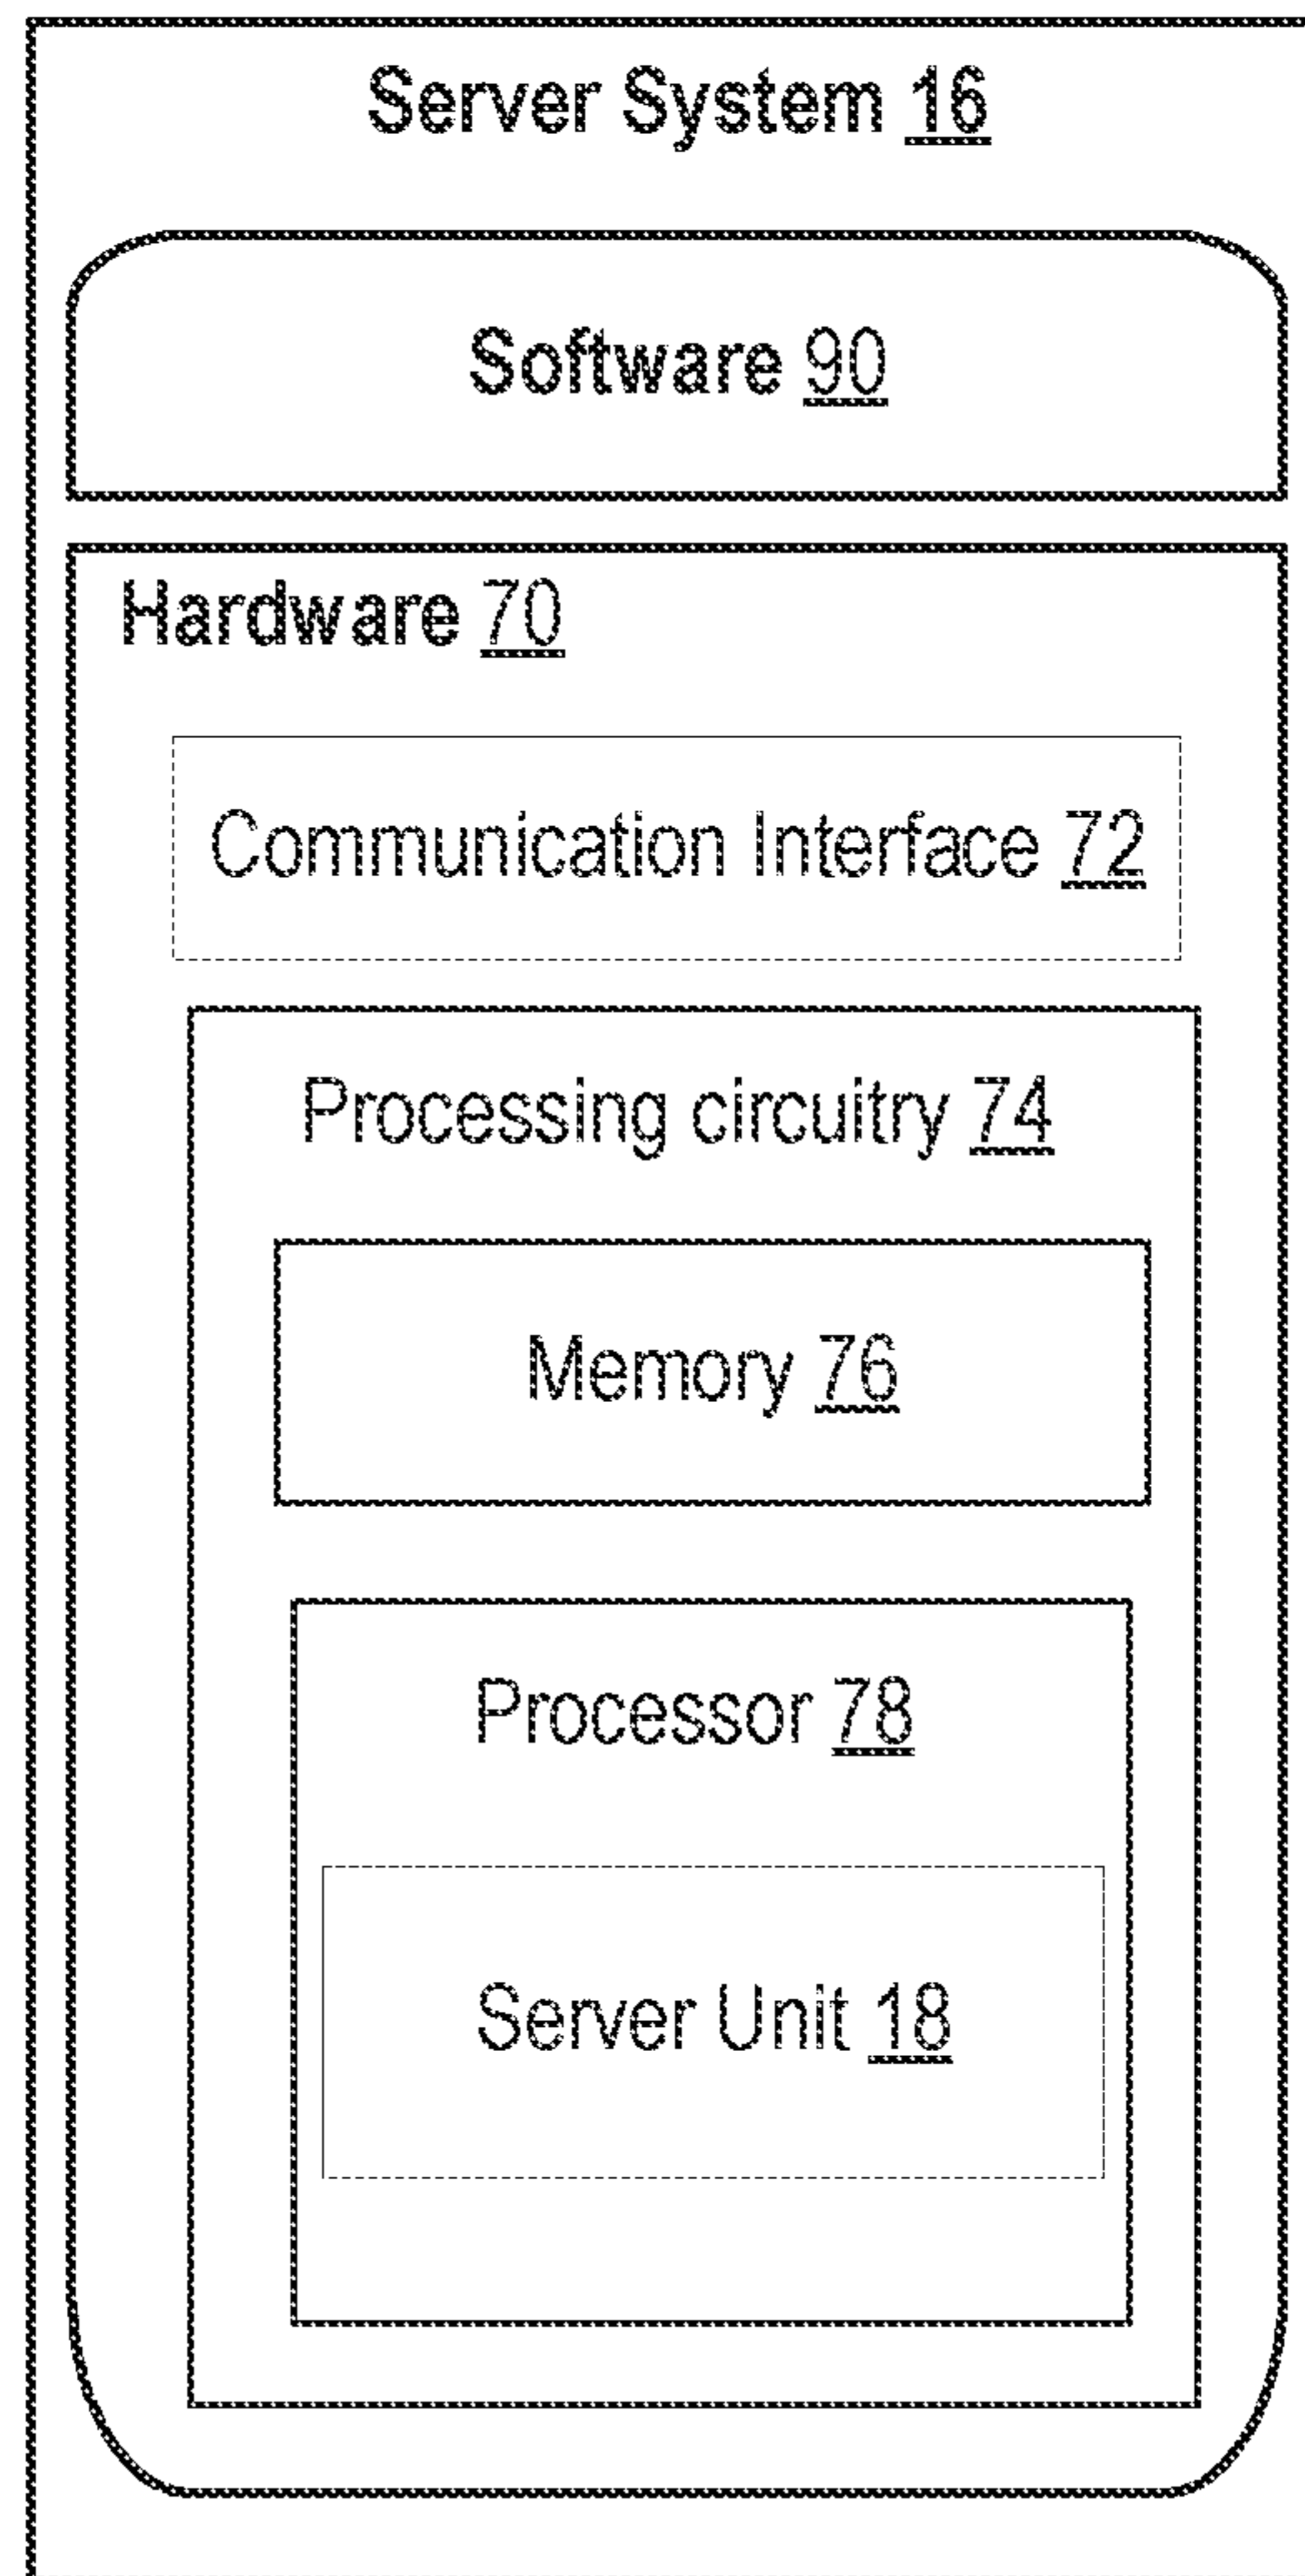 Server System 16
Software 90
Hardware 70
Communication Interface 72
Processing circuitry 74
Memory 76
Processor 78
Server Unit 18